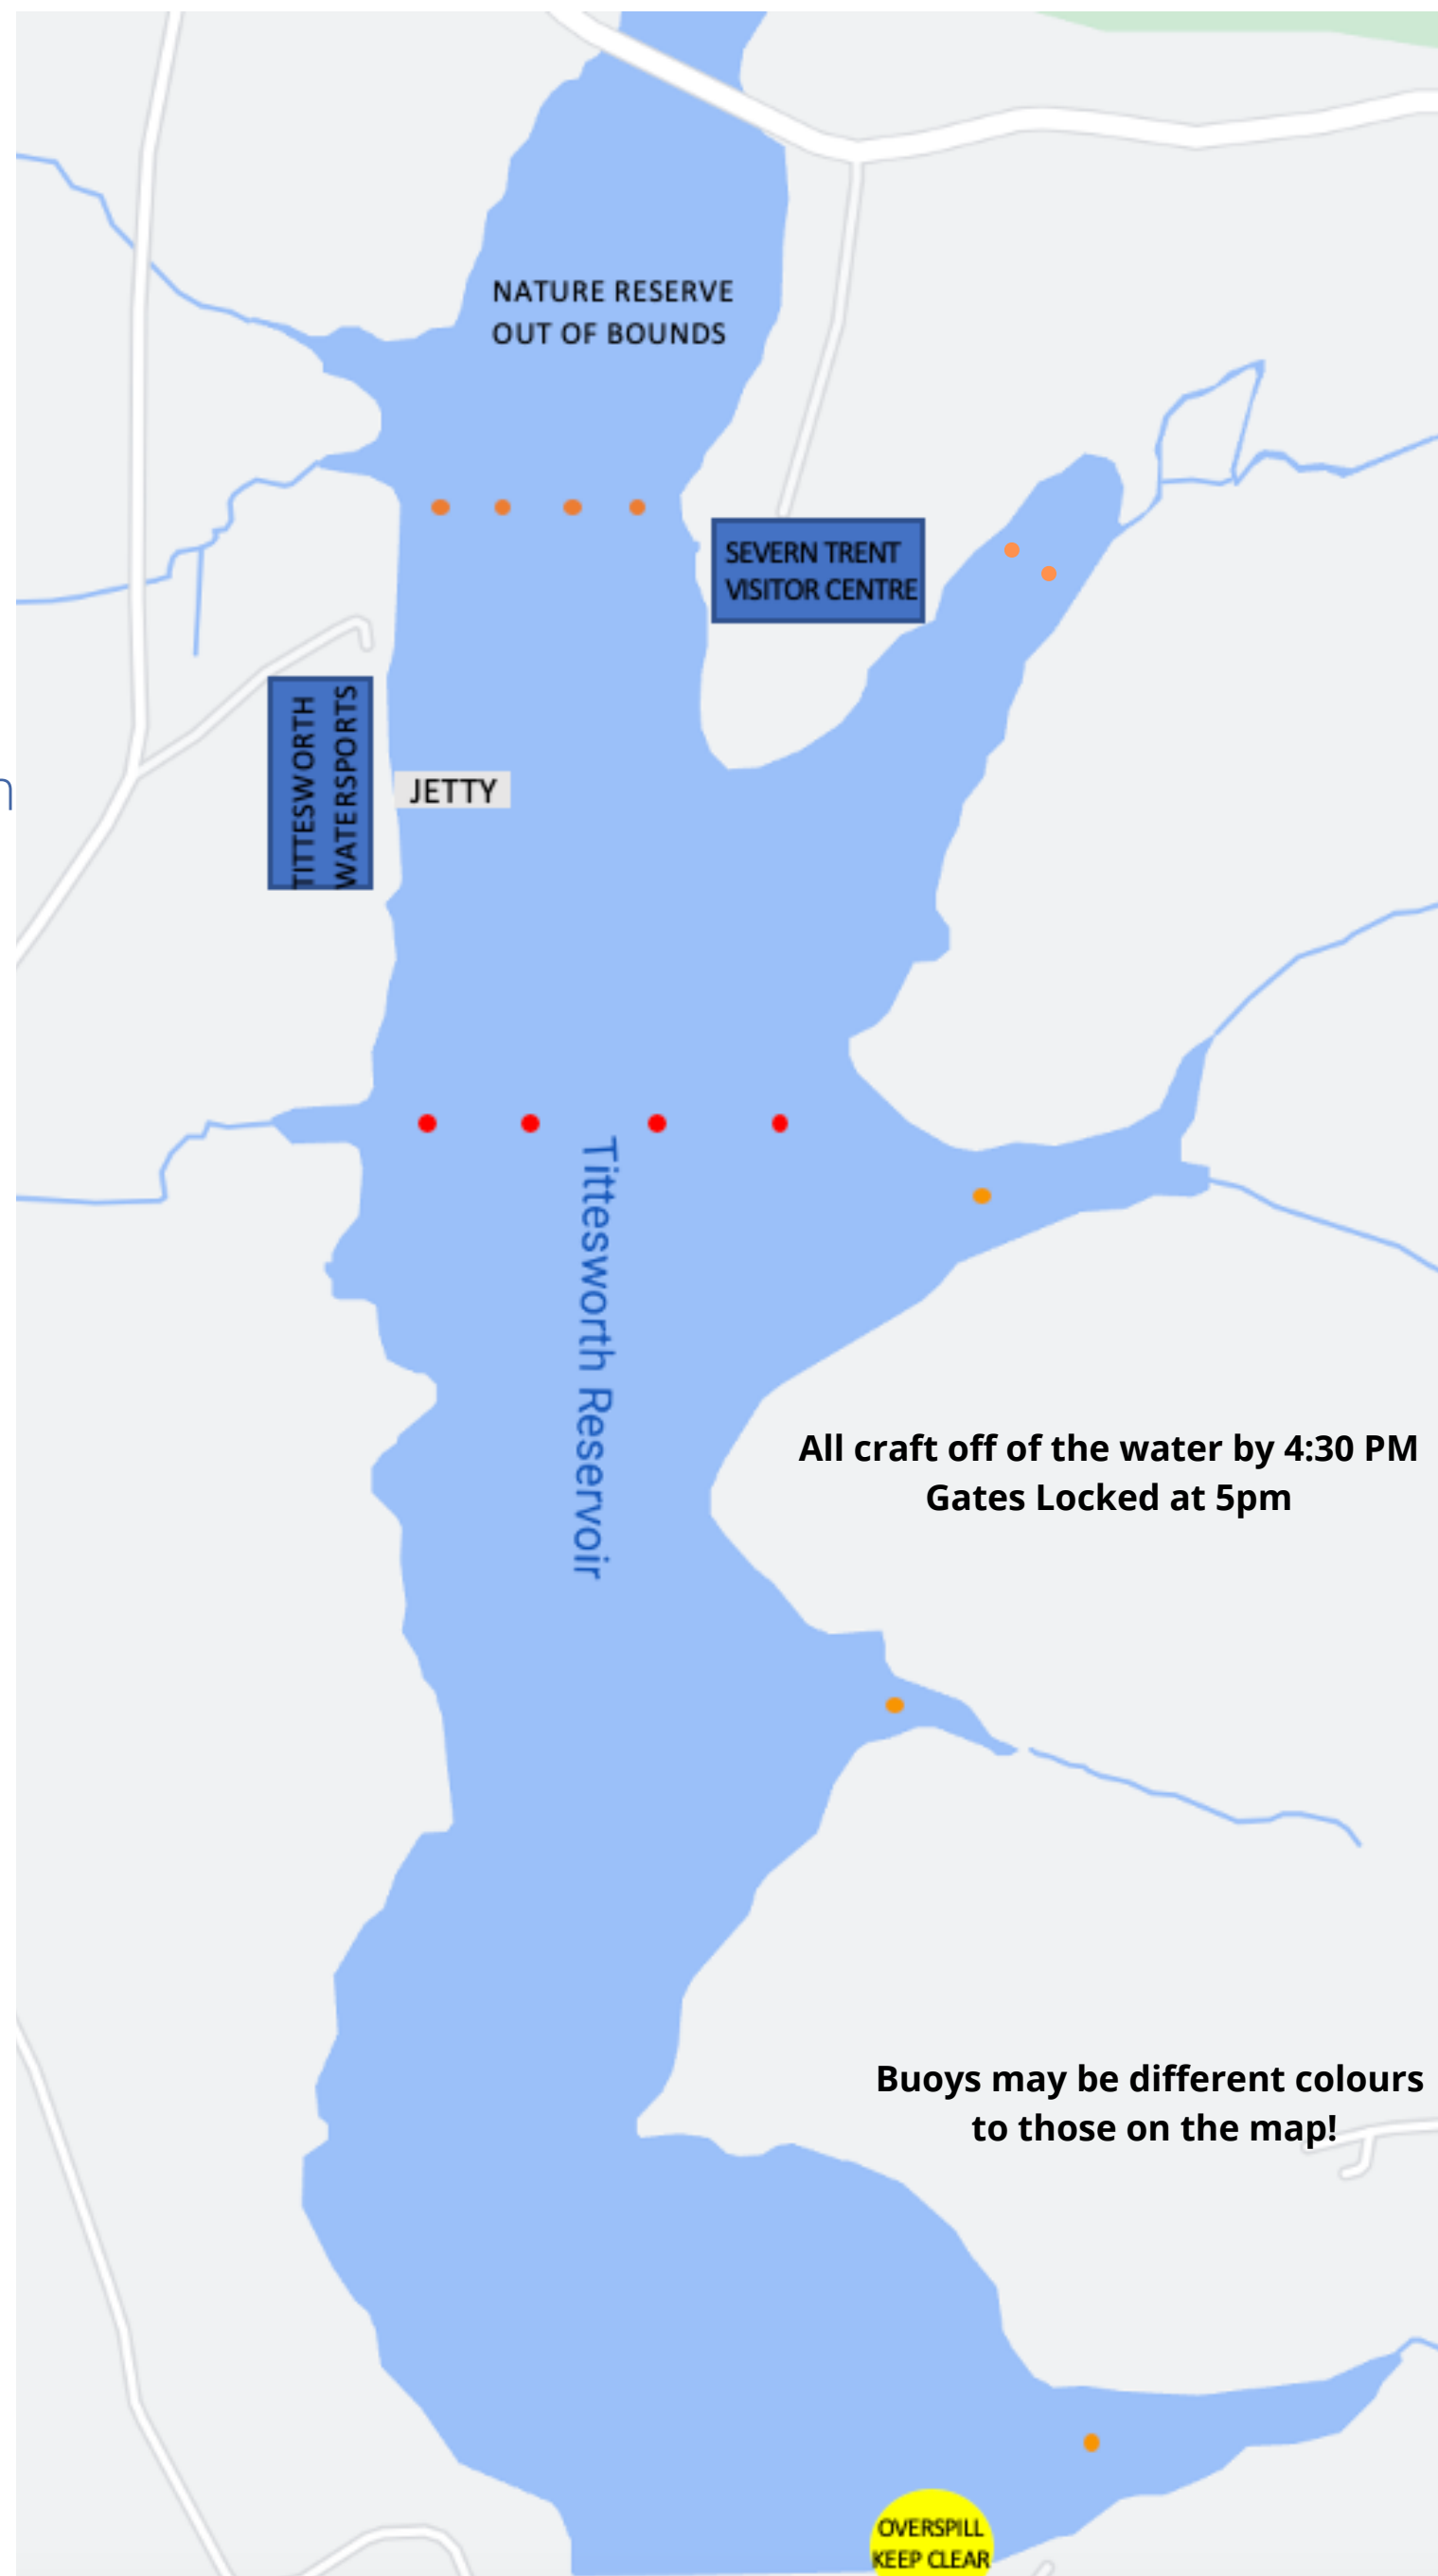 NATURE RESERVE
OUT OF BOUNDS
SEVERN TRENT
VISITOR CENTRE
TITTESWORTH
WATERSPORTS
JETTY
Tittesworth Reservoir
All craft off of the water by 4:30 PM
Gates Locked at 5pm
Buoys may be different colours
to those on the map!
OVERSPILL
KEEP CLEAR